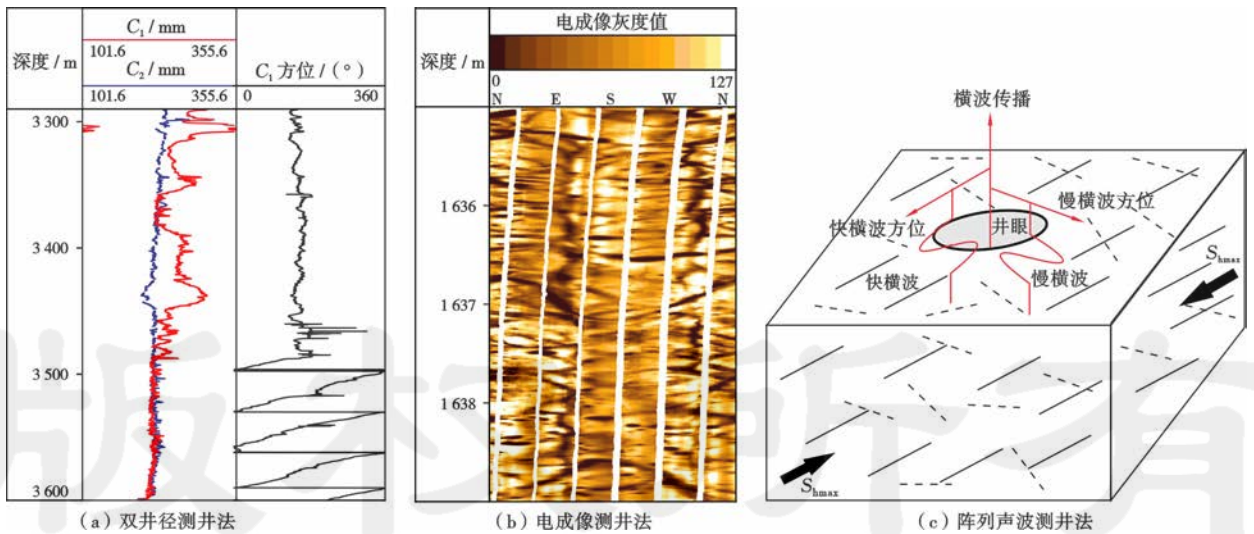 深度 / m
C₁ / mm
101.6 355.6
C₂ / mm
101.6 355.6
C₁ 方位 / (°)
0 360
3 300
3 400
3 500
3 600
(a) 双井径测井法
深度 / m
电成像灰度值
0 127
N E S W N
1 636
1 637
1 638
(b) 电成像测井法
横波传播
快横波方位
慢横波方位
井眼
快横波
慢横波
Shmax
Shmax
(c) 阵列声波测井法
版权所有